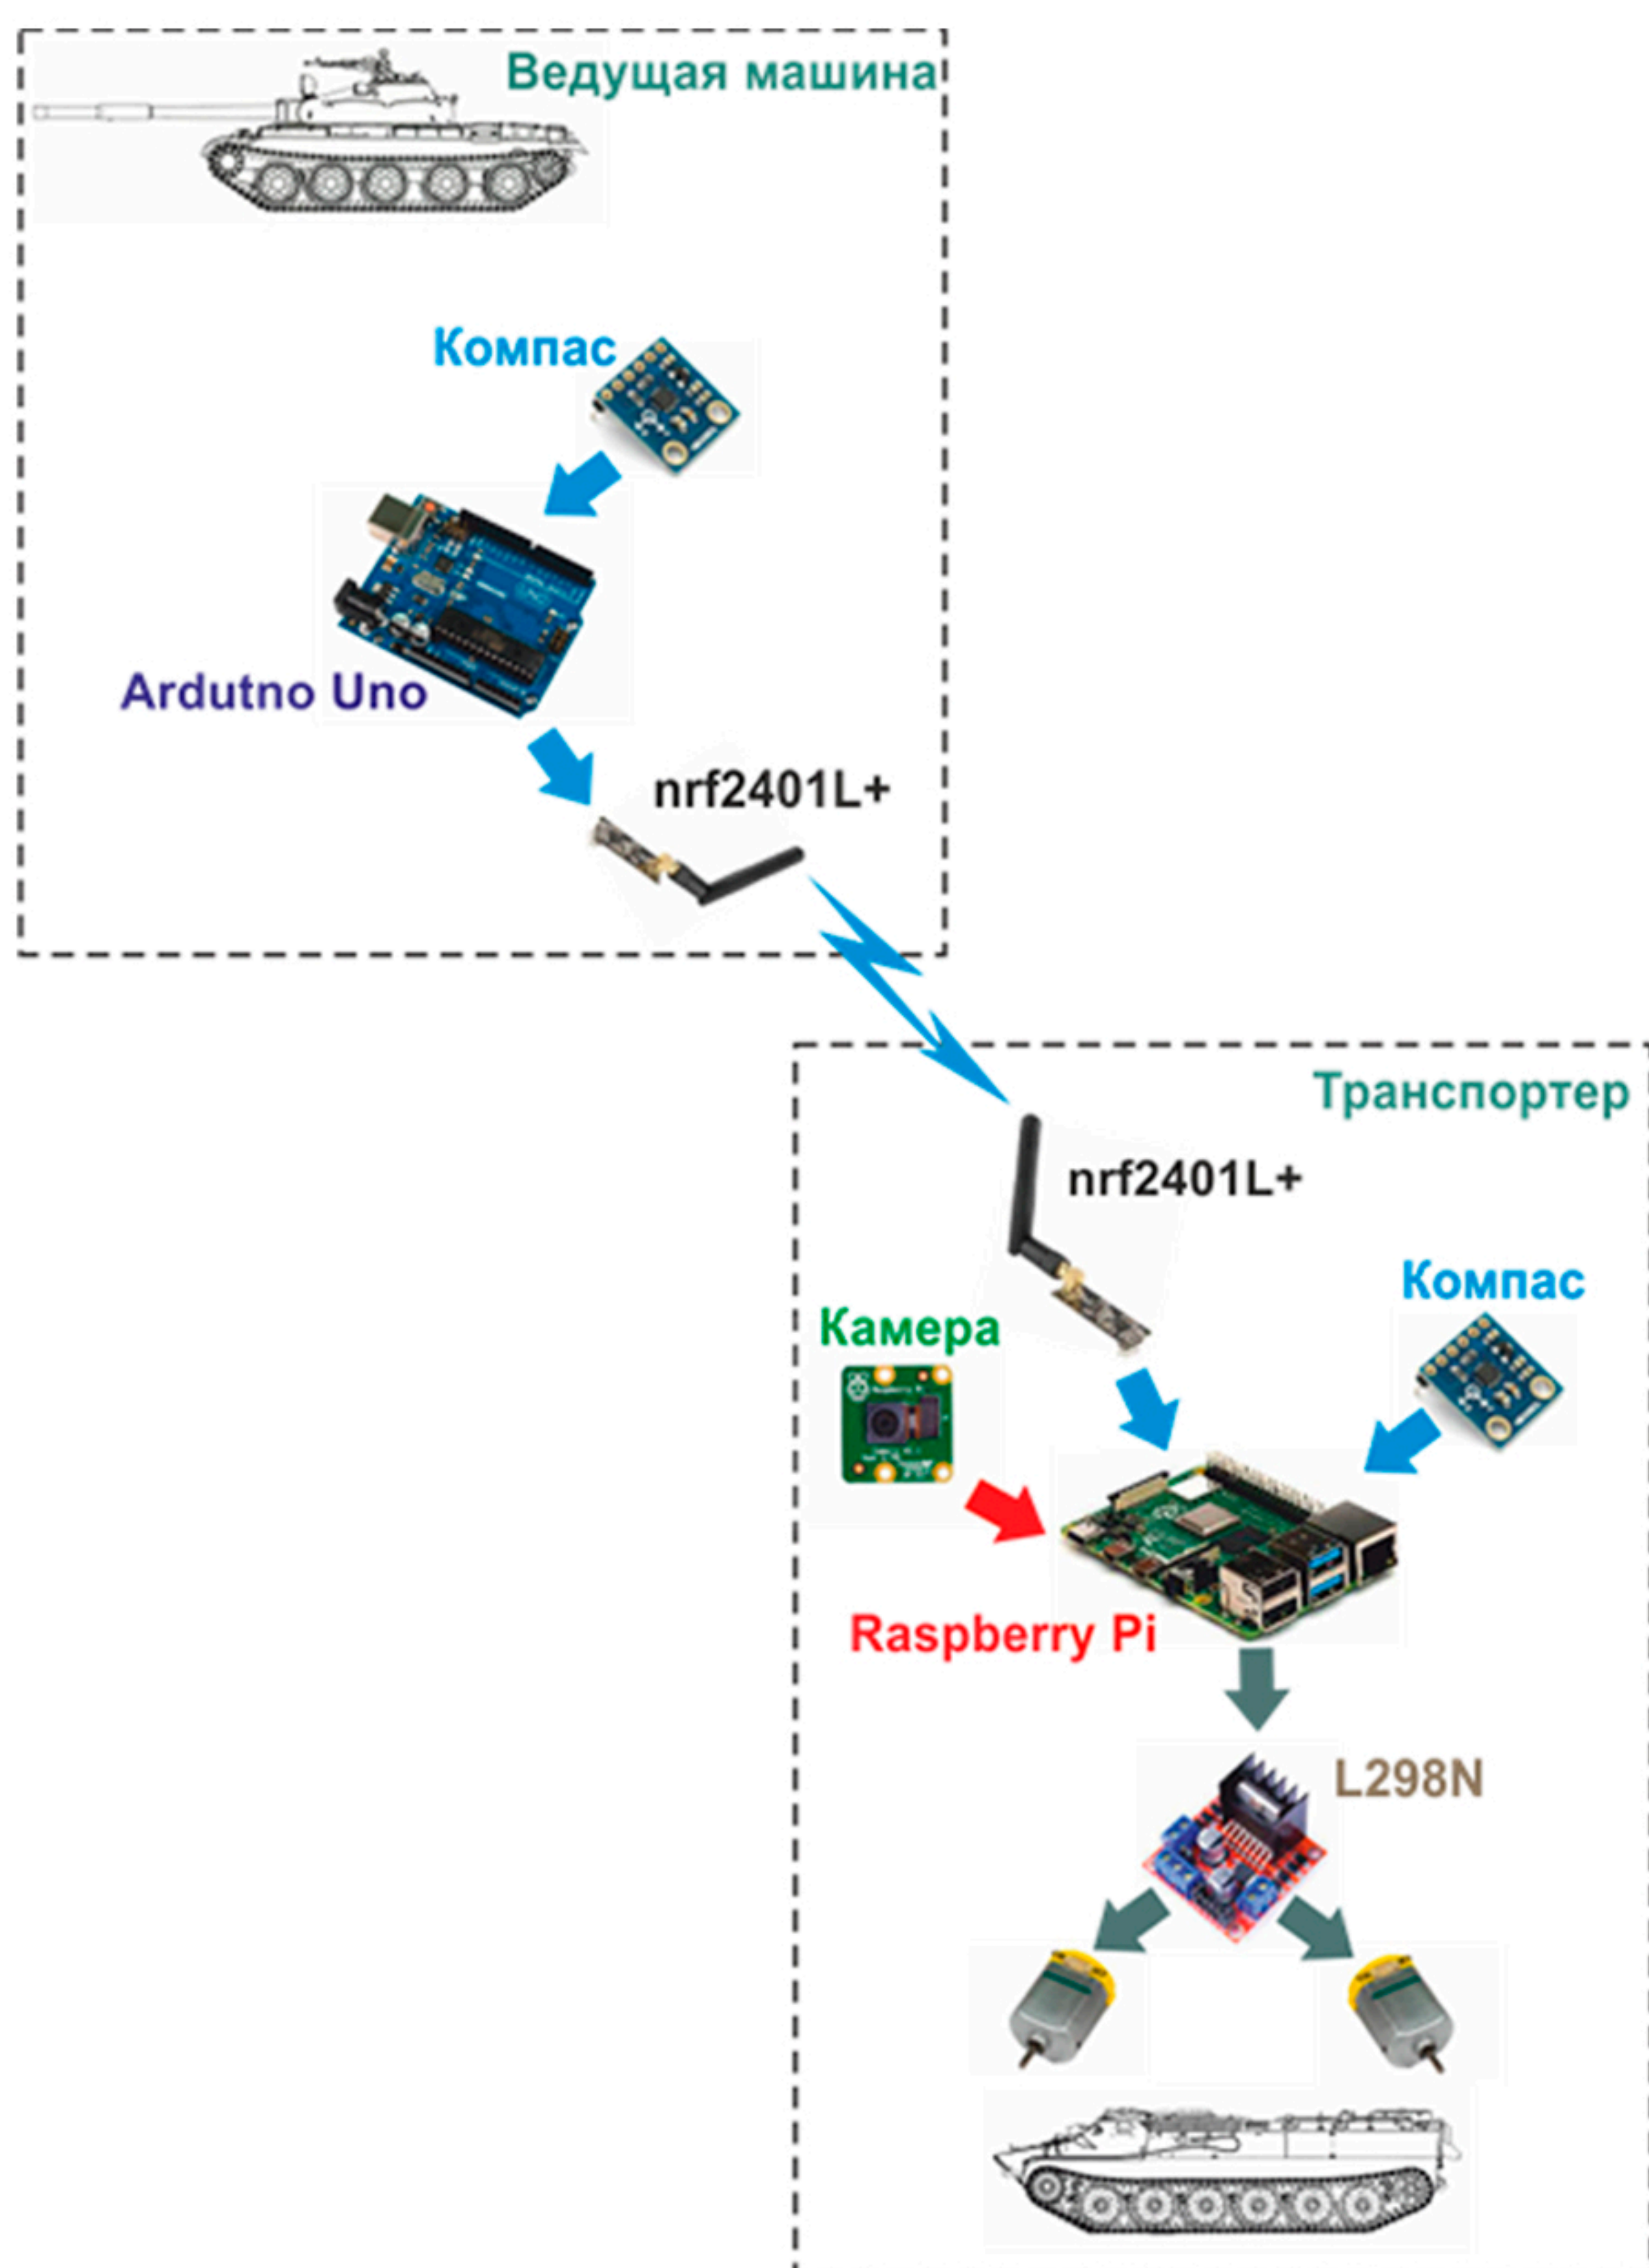 Ведущая машина
Компас
Ardutno Uno
nrf2401L+
Транспортер
nrf2401L+
Компас
Камера
Raspberry Pi
L298N